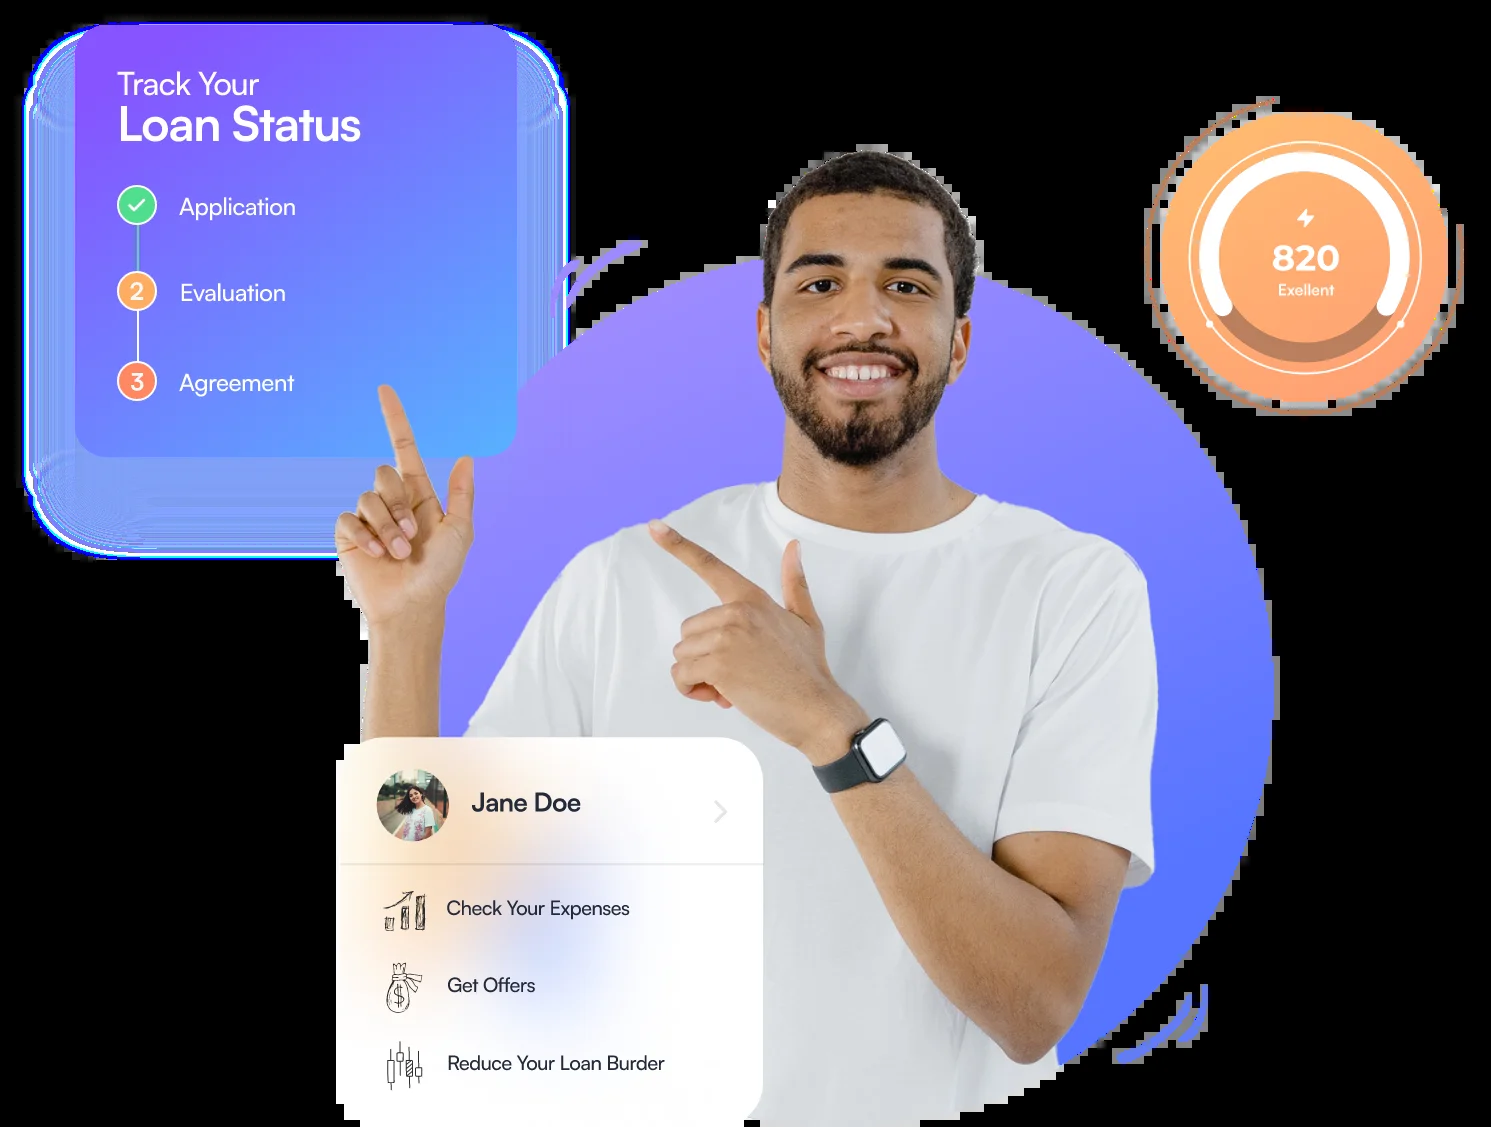 Track Your
Loan Status
Application
2 Evaluation
3 Agreement
820
Exellent
Jane Doe
Check Your Expenses
Get Offers
Reduce Your Loan Burder